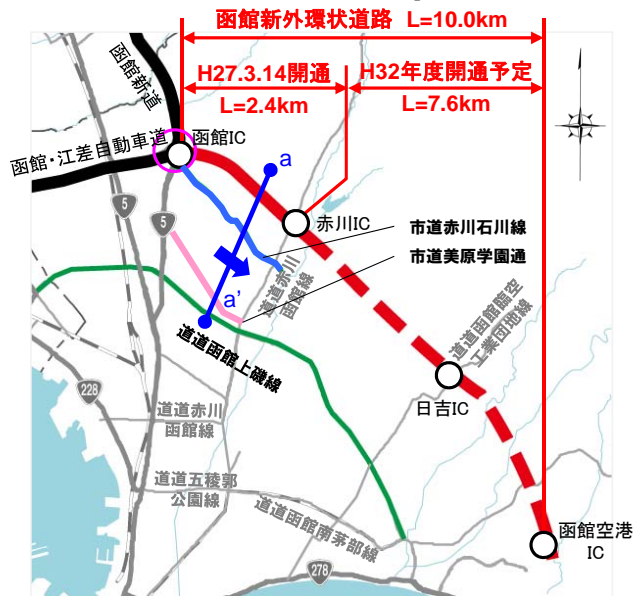 函館新外環状道路 L=10.0km
H27.3.14開通
L=2.4km
H32年度開通予定
L=7.6km
函館新道
函館・江差自動車道
函館IC
a
5
5
赤川IC
市道赤川石川線
市道美原学園通
a’
道道赤川
函館線
道道函館上磯線
道道函館臨空
工業団地線
228
日吉IC
道道赤川
函館線
道道五稜郭
公園線
道道函館南茅部線
函館空港
IC
278